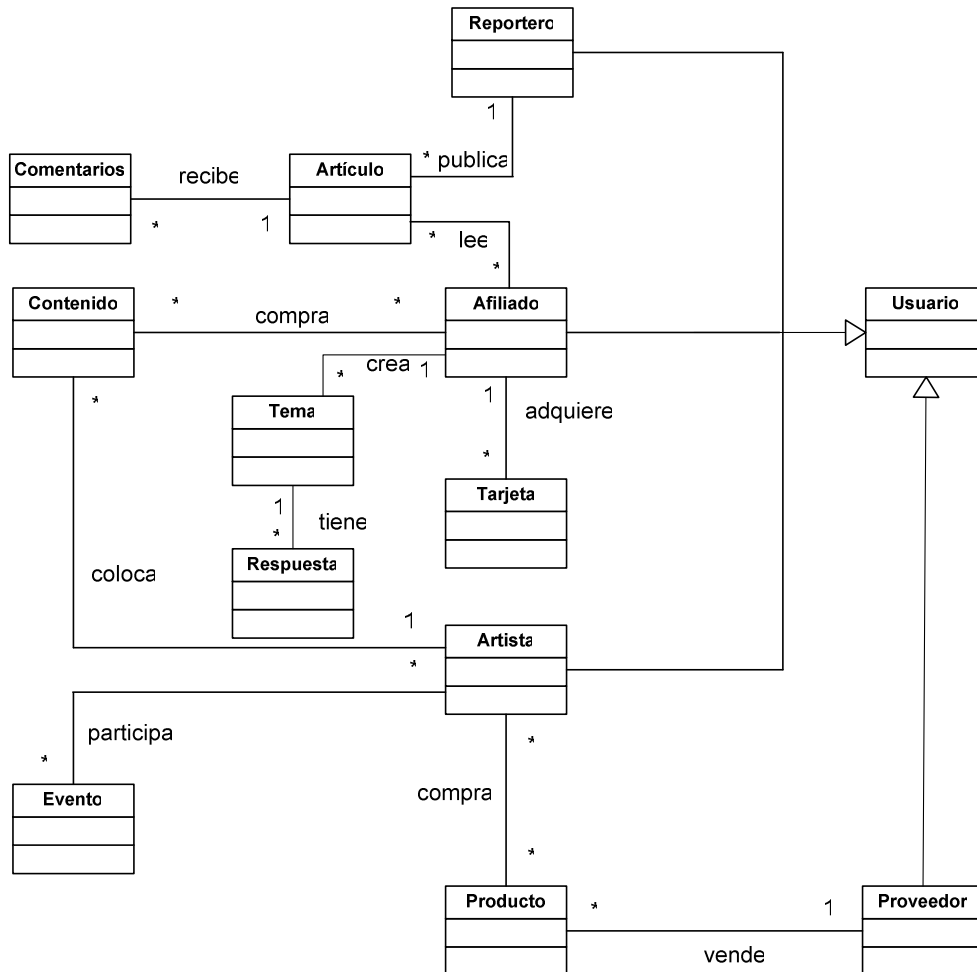 Reportero
1
* publica
Comentarios
recibe
Artículo
*
1
* lee
*
Contenido
*
compra
*
Afiliado
Usuario
*
crea
1
*
Tema
1
adquiere
*
Tarjeta
1
tiene
*
Respuesta
coloca
1
Artista
*
participa
*
Evento
*
compra
*
Producto
*
1
Proveedor
vende